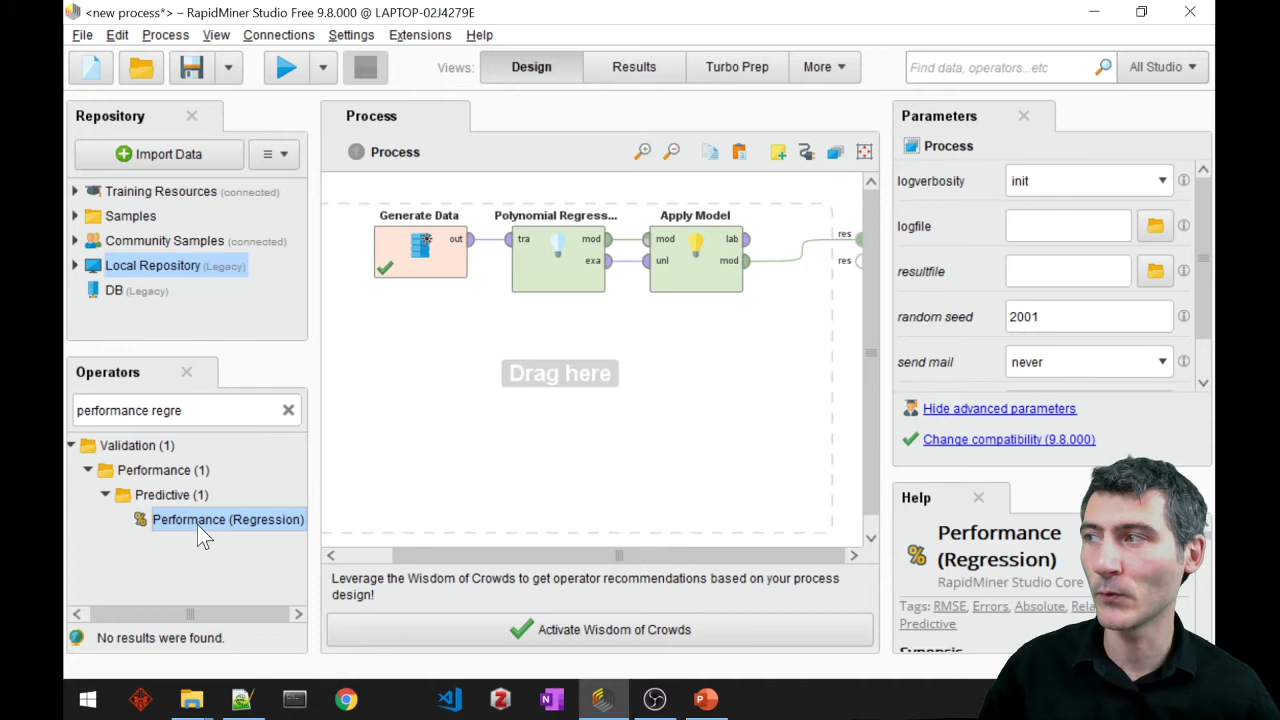 <new process*> – RapidMiner Studio Free 9.8.000 @ LAPTOP-02J4279E
File Edit Process View Connections Settings Extensions Help
Views: Design Results Turbo Prep More Find data, operators...etc All Studio
Repository
Import Data
Training Resources (connected)
Samples
Community Samples (connected)
Local Repository (Legacy)
DB (Legacy)
Operators
performance regre
Validation (1)
Performance (1)
Predictive (1)
Performance (Regression)
No results were found.
Process
Process
Generate Data Polynomial Regress... Apply Model
out tra mod mod lab res
exa unl mod res
Drag here
Leverage the Wisdom of Crowds to get operator recommendations based on your process
design!
Activate Wisdom of Crowds
Parameters
Process
logverbosity init
logfile
resultfile
random seed 2001
send mail never
Hide advanced parameters
Change compatibility (9.8.000)
Help
Performance
(Regression)
RapidMiner Studio Core
Tags: RMSE, Errors, Absolute,
Predictive
Synopsis